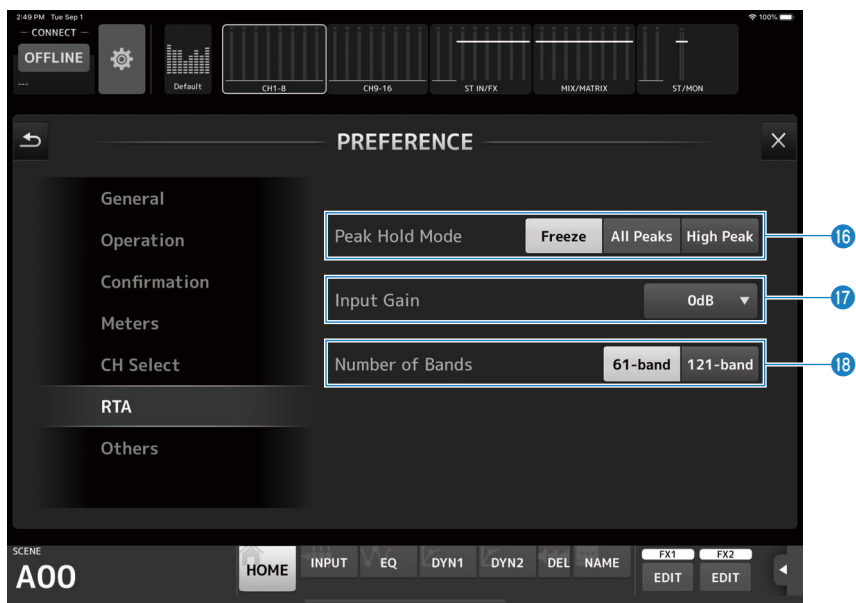 2:49 PM Tue Sep 1
100%
CONNECT
OFFLINE
---
Default
CH1-8
CH9-16
ST IN/FX
MIX/MATRIX
ST/MON
PREFERENCE
General
Operation
Confirmation
Meters
CH Select
RTA
Others
Peak Hold Mode Freeze All Peaks High Peak 16
Input Gain 0dB ▼ 17
Number of Bands 61-band 121-band 18
SCENE
A00
HOME INPUT EQ DYN1 DYN2 DEL NAME
FX1 FX2
EDIT EDIT